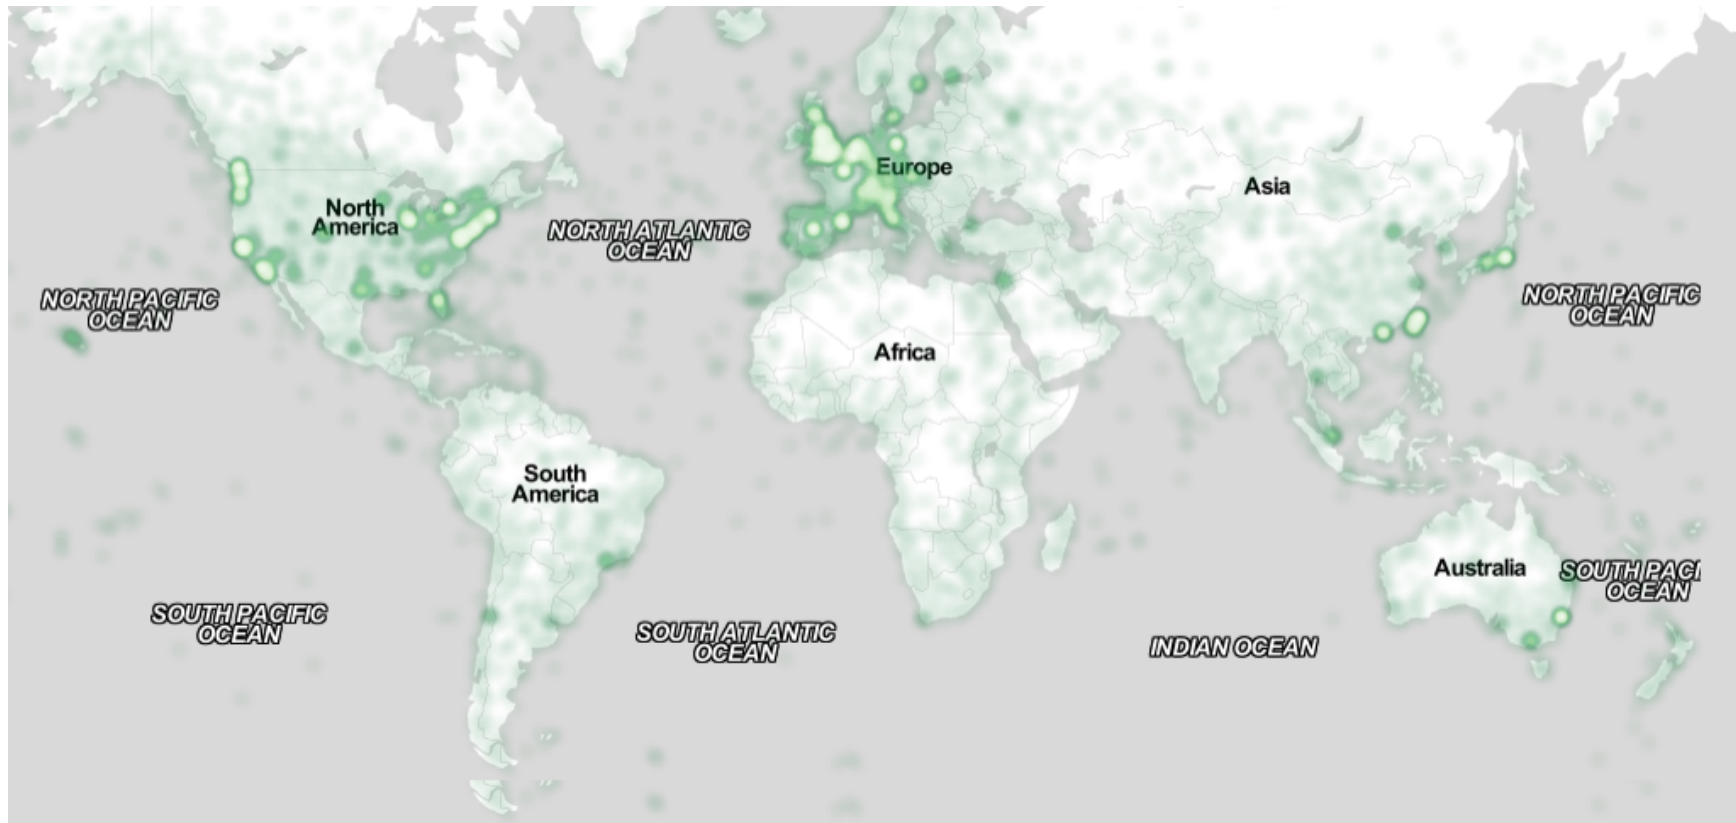 Europe
Asia
North
America
NORTH ATLANTIC
OCEAN
NORTH PACIFIC
OCEAN
NORTH PACIFIC
OCEAN
Africa
South
America
Australia
SOUTH PACI
OCEAN
SOUTH PACIFIC
OCEAN
SOUTH ATLANTIC
OCEAN
INDIAN OCEAN